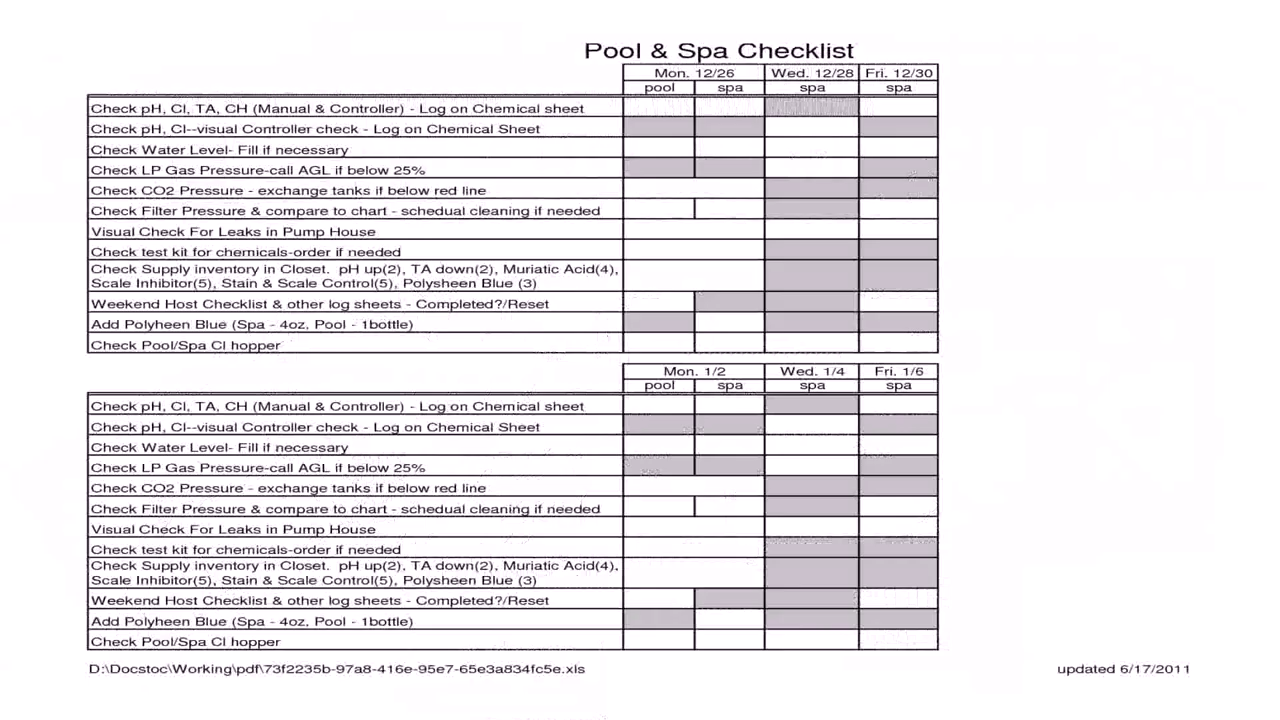 Pool & Spa Checklist
Mon. 12/26 Wed. 12/28 Fri. 12/30
pool spa spa spa
Check pH, Cl, TA, CH (Manual & Controller) - Log on Chemical sheet
Check pH, Cl--visual Controller check - Log on Chemical Sheet
Check Water Level- Fill if necessary
Check LP Gas Pressure-call AGL if below 25%
Check CO2 Pressure - exchange tanks if below red line
Check Filter Pressure & compare to chart - schedual cleaning if needed
Visual Check For Leaks in Pump House
Check test kit for chemicals-order if needed
Check Supply inventory in Closet. pH up(2), TA down(2), Muriatic Acid(4),
Scale Inhibitor(5), Stain & Scale Control(5), Polysheen Blue (3)
Weekend Host Checklist & other log sheets - Completed?/Reset
Add Polyheen Blue (Spa - 4oz, Pool - 1bottle)
Check Pool/Spa Cl hopper
Mon. 1/2 Wed. 1/4 Fri. 1/6
pool spa spa spa
Check pH, Cl, TA, CH (Manual & Controller) - Log on Chemical sheet
Check pH, Cl--visual Controller check - Log on Chemical Sheet
Check Water Level- Fill if necessary
Check LP Gas Pressure-call AGL if below 25%
Check CO2 Pressure - exchange tanks if below red line
Check Filter Pressure & compare to chart - schedual cleaning if needed
Visual Check For Leaks in Pump House
Check test kit for chemicals-order if needed
Check Supply inventory in Closet. pH up(2), TA down(2), Muriatic Acid(4),
Scale Inhibitor(5), Stain & Scale Control(5), Polysheen Blue (3)
Weekend Host Checklist & other log sheets - Completed?/Reset
Add Polyheen Blue (Spa - 4oz, Pool - 1bottle)
Check Pool/Spa Cl hopper
D:\Docstoc\Working\pdf\73f2235b-97a8-416e-95e7-65e3a834fc5e.xls updated 6/17/2011